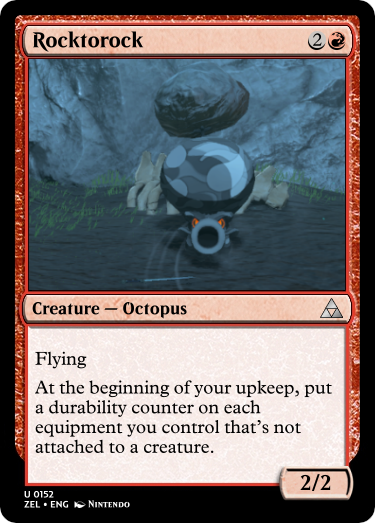 Rocktorock 2
Creature — Octopus
Flying
At the beginning of your upkeep, put
a durability counter on each
equipment you control that's not
attached to a creature.
2/2
U 0152
ZEL • ENG Nintendo